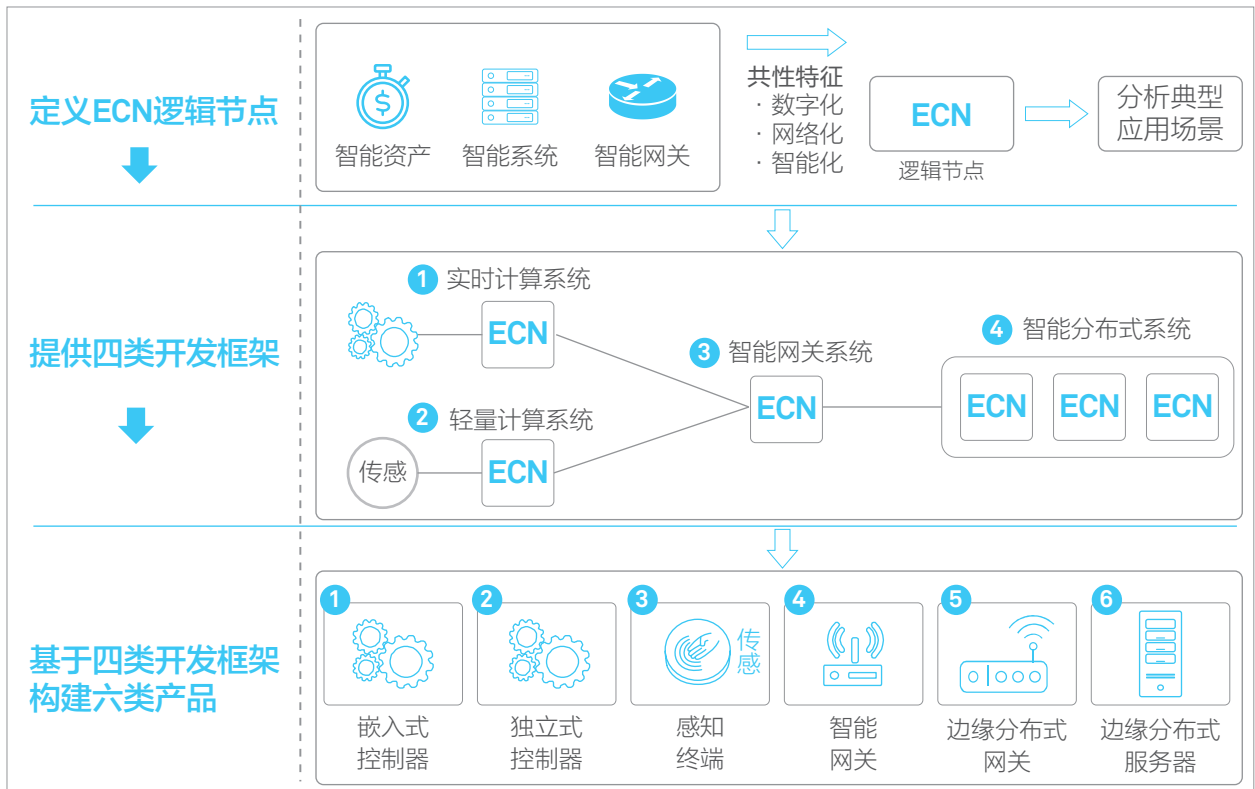 定义ECN逻辑节点
$
智能资产
智能系统
智能网关
共性特征
· 数字化
· 网络化
· 智能化
ECN
逻辑节点
分析典型
应用场景
提供四类开发框架
1 实时计算系统
ECN
2 轻量计算系统
传感
ECN
3 智能网关系统
ECN
4 智能分布式系统
ECN ECN ECN
基于四类开发框架
构建六类产品
1
嵌入式
控制器
2
独立式
控制器
3
传
感
感知
终端
4
智能
网关
5
边缘分布式
网关
6
边缘分布式
服务器